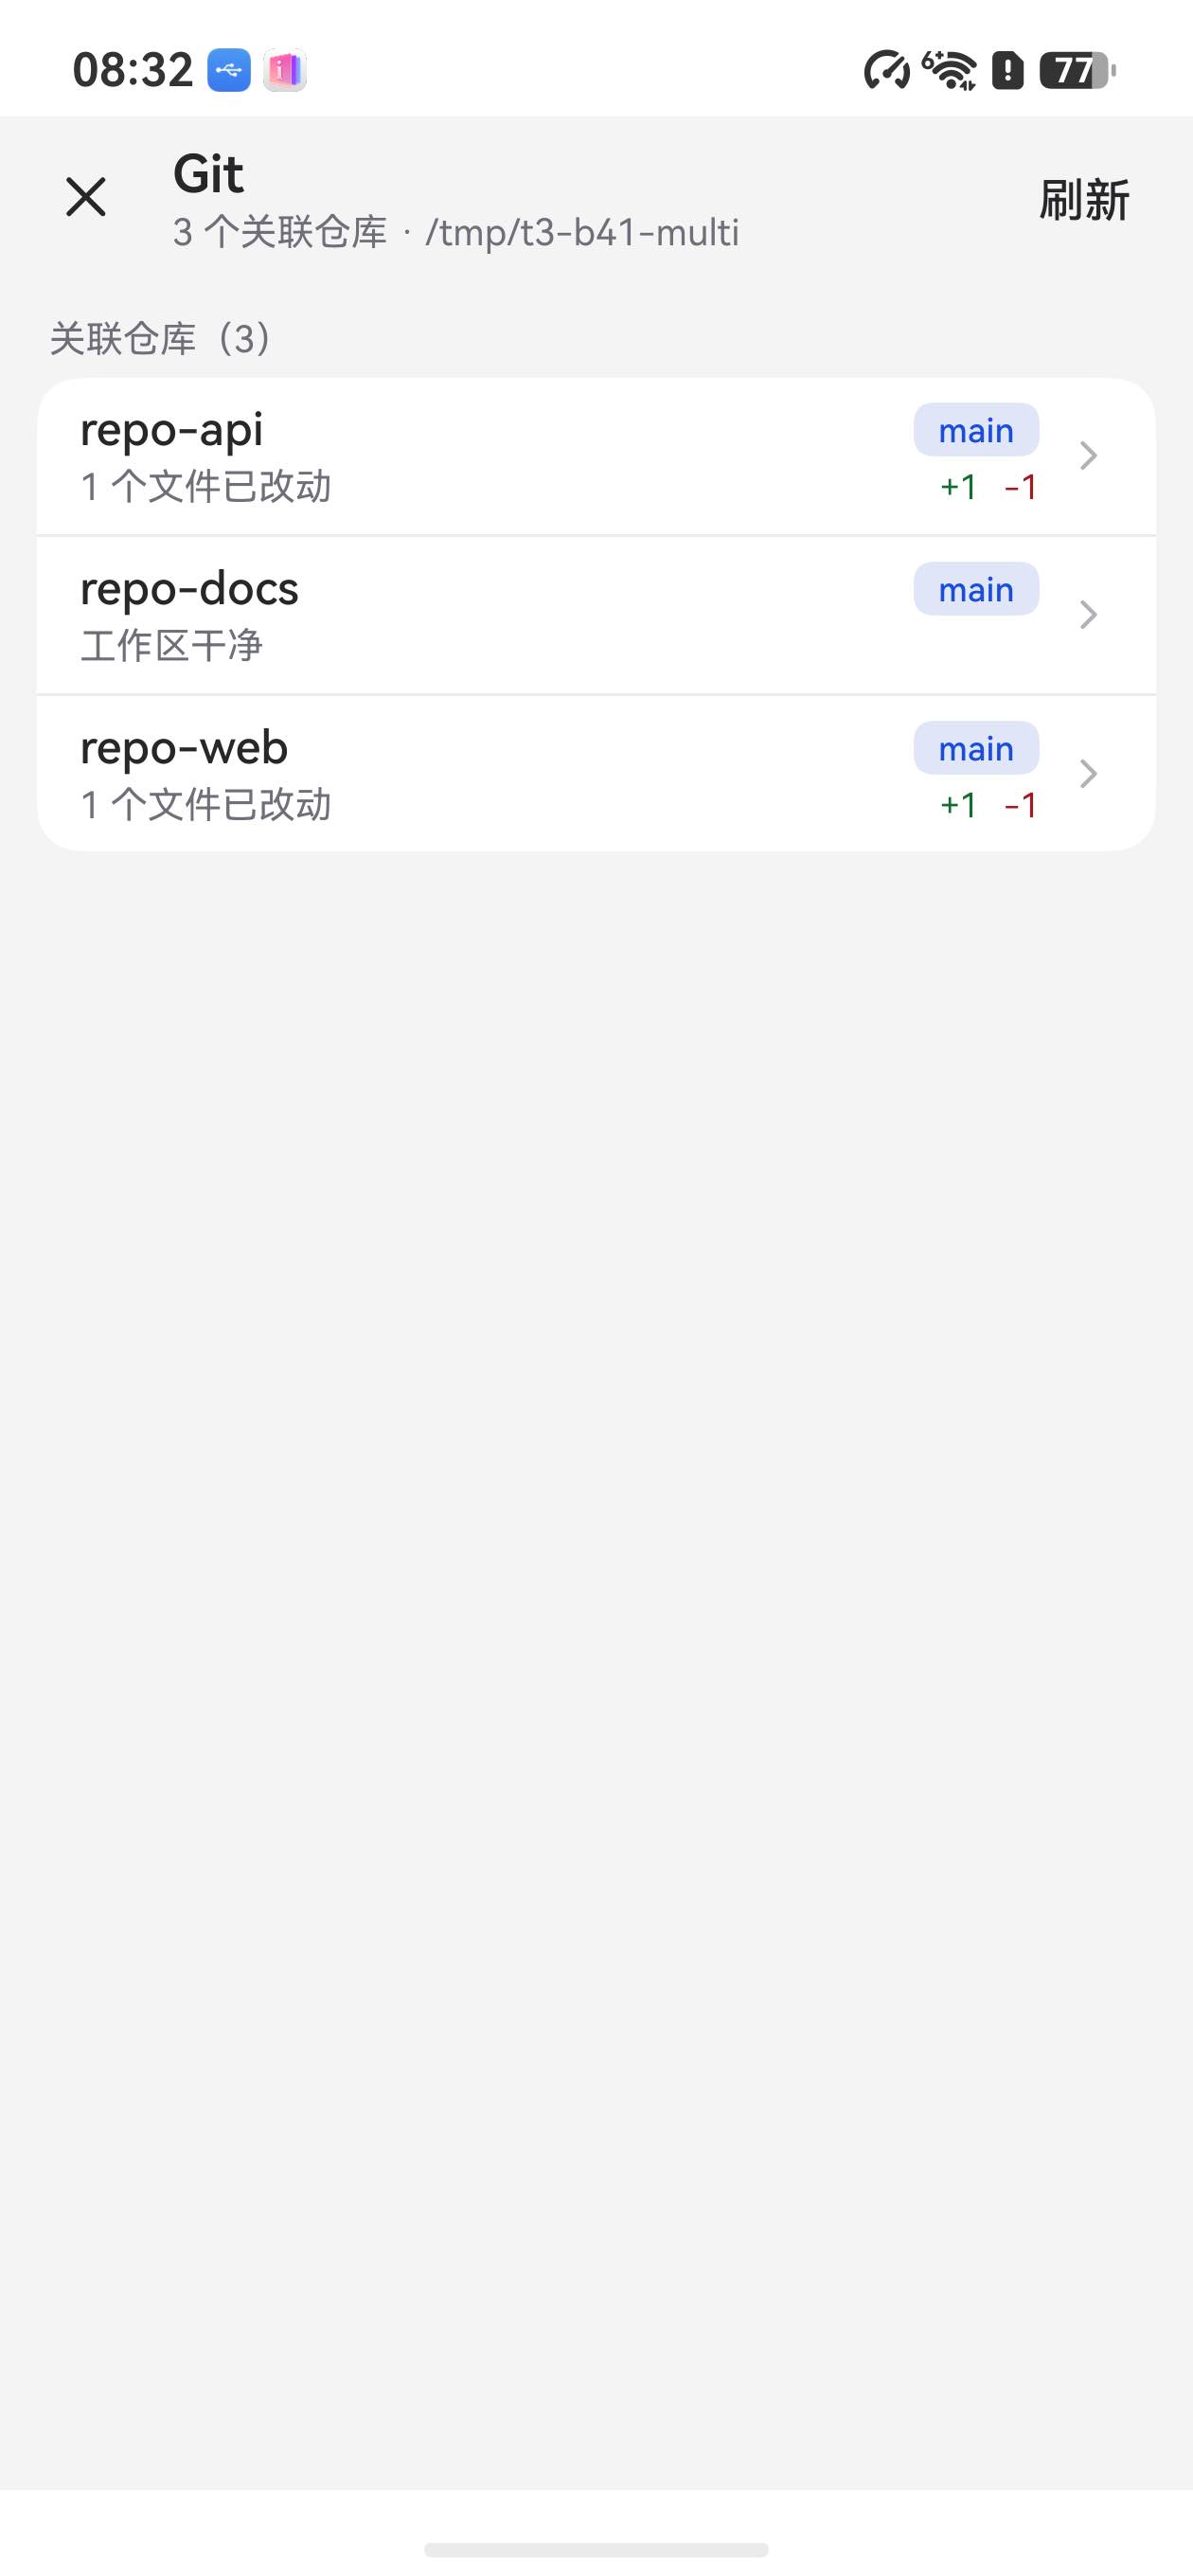 08:32
77
Git
3 个关联仓库 · /tmp/t3-b41-multi
刷新
关联仓库（3）
repo-api
main
1 个文件已改动
+1 -1
repo-docs
main
工作区干净
repo-web
main
1 个文件已改动
+1 -1